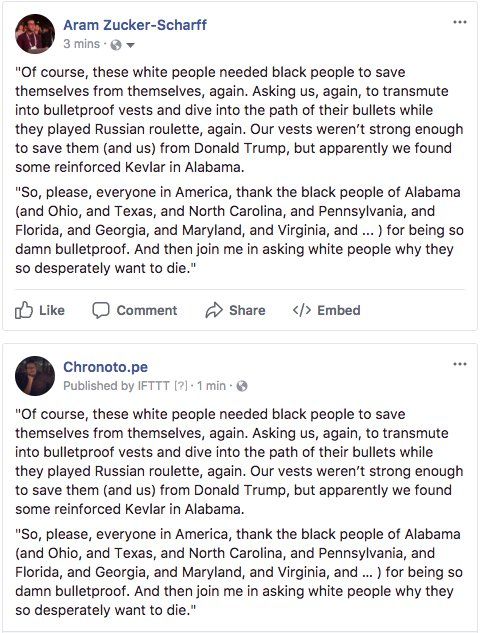 Aram Zucker-Scharff
3 mins ·
"Of course, these white people needed black people to save
themselves from themselves, again. Asking us, again, to transmute
into bulletproof vests and dive into the path of their bullets while
they played Russian roulette, again. Our vests weren’t strong enough
to save them (and us) from Donald Trump, but apparently we found
some reinforced Kevlar in Alabama.
"So, please, everyone in America, thank the black people of Alabama
(and Ohio, and Texas, and North Carolina, and Pennsylvania, and
Florida, and Georgia, and Maryland, and Virginia, and ... ) for being so
damn bulletproof. And then join me in asking white people why they
so desperately want to die."
Like Comment Share </> Embed
Chronoto.pe
Published by IFTTT [?] · 1 min ·
"Of course, these white people needed black people to save
themselves from themselves, again. Asking us, again, to transmute
into bulletproof vests and dive into the path of their bullets while
they played Russian roulette, again. Our vests weren’t strong enough
to save them (and us) from Donald Trump, but apparently we found
some reinforced Kevlar in Alabama.
"So, please, everyone in America, thank the black people of Alabama
(and Ohio, and Texas, and North Carolina, and Pennsylvania, and
Florida, and Georgia, and Maryland, and Virginia, and ... ) for being so
damn bulletproof. And then join me in asking white people why they
so desperately want to die."